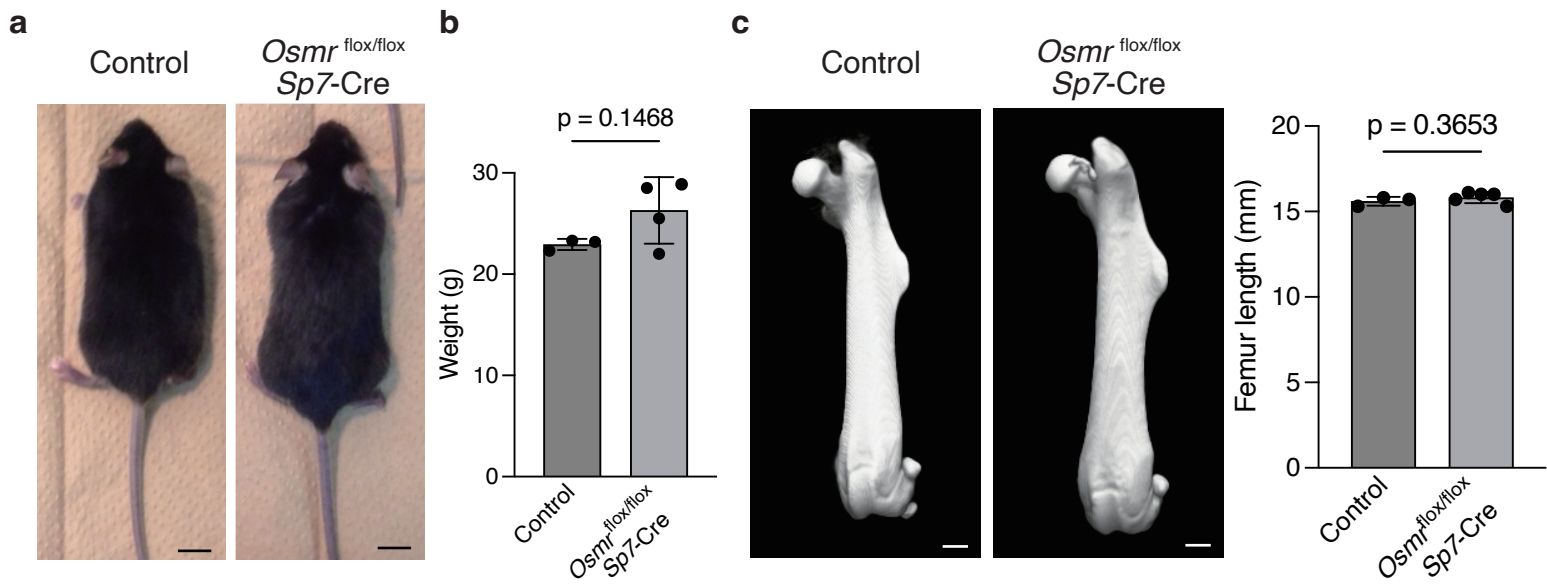 a
Control
Osmr flox/flox
Sp7-Cre
b
p = 0.1468
30
20
10
0
Weight (g)
Control
Osmr flox/flox
Sp7-Cre
c
Control
Osmr flox/flox
Sp7-Cre
p = 0.3653
20
15
10
5
0
Femur length (mm)
Control
Osmr flox/flox
Sp7-Cre